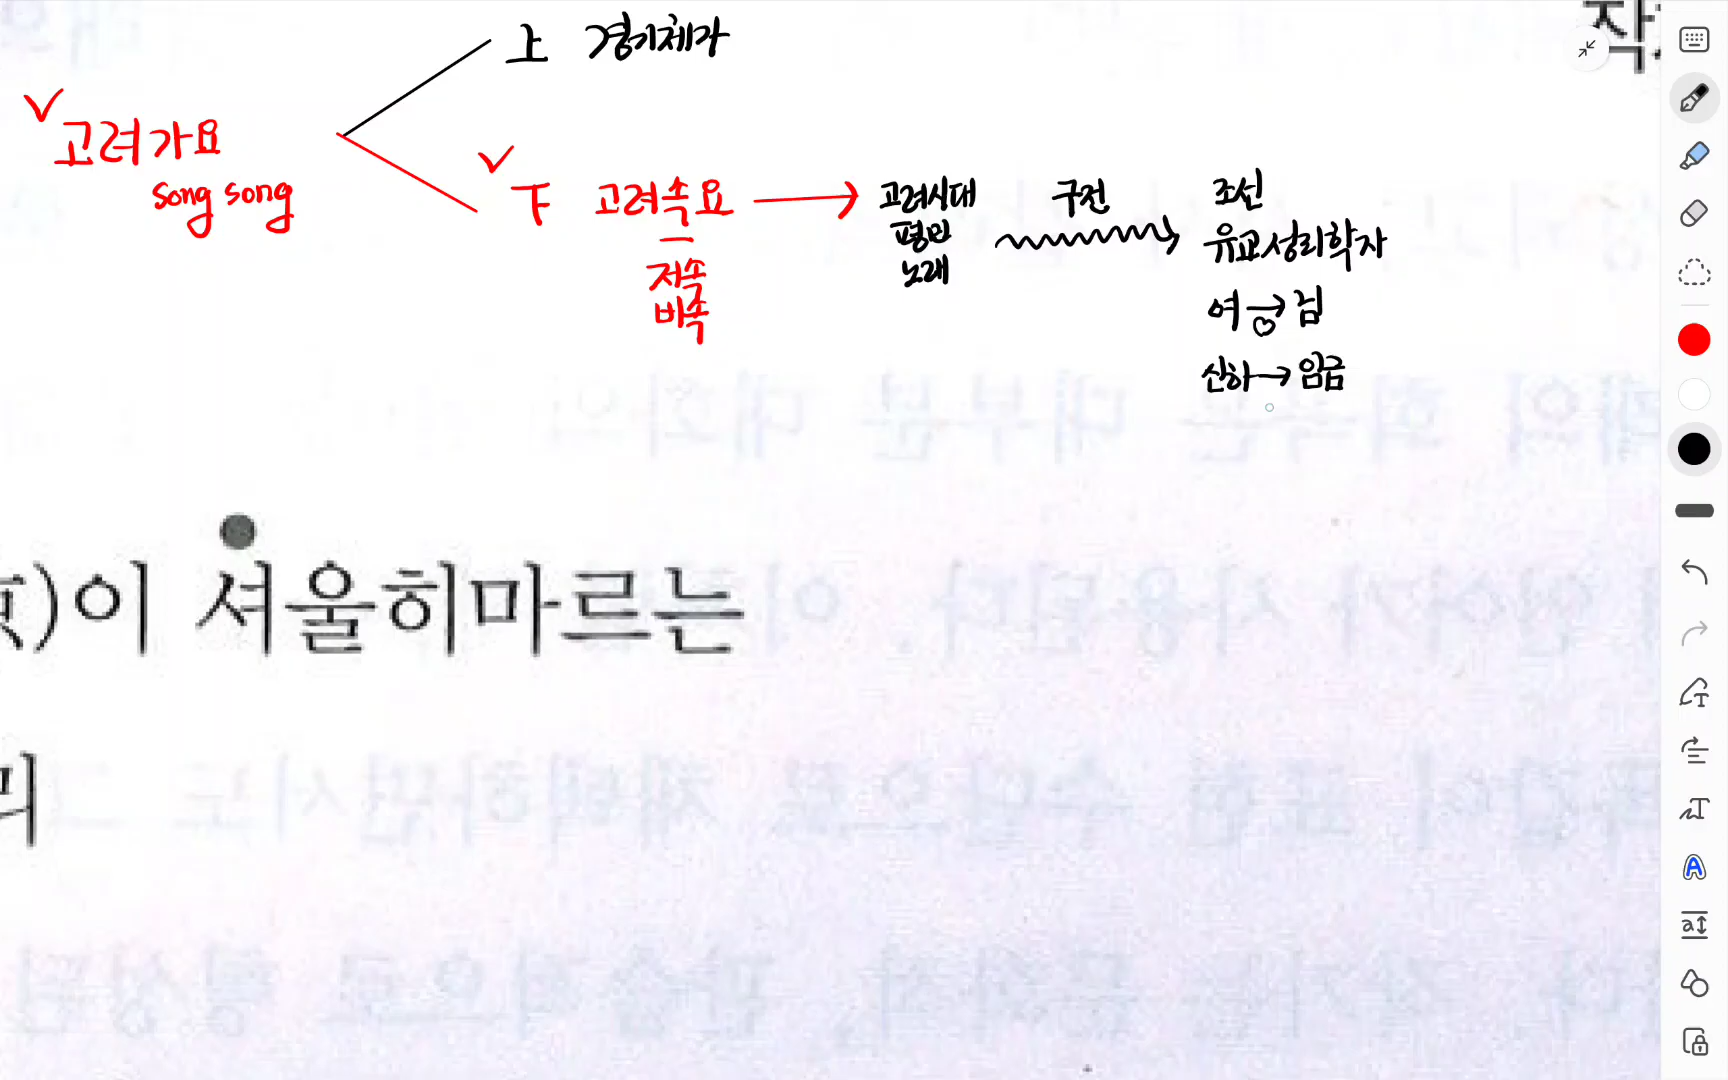 上 경기체가
작
✓ 고려가요
song song
✓ 下 고려속요 → 고려시대 구전 조선
평민 유교성리학자
노래
저속
비속
여 → 님
♡
신하 → 임금
)이 셔울히마르는